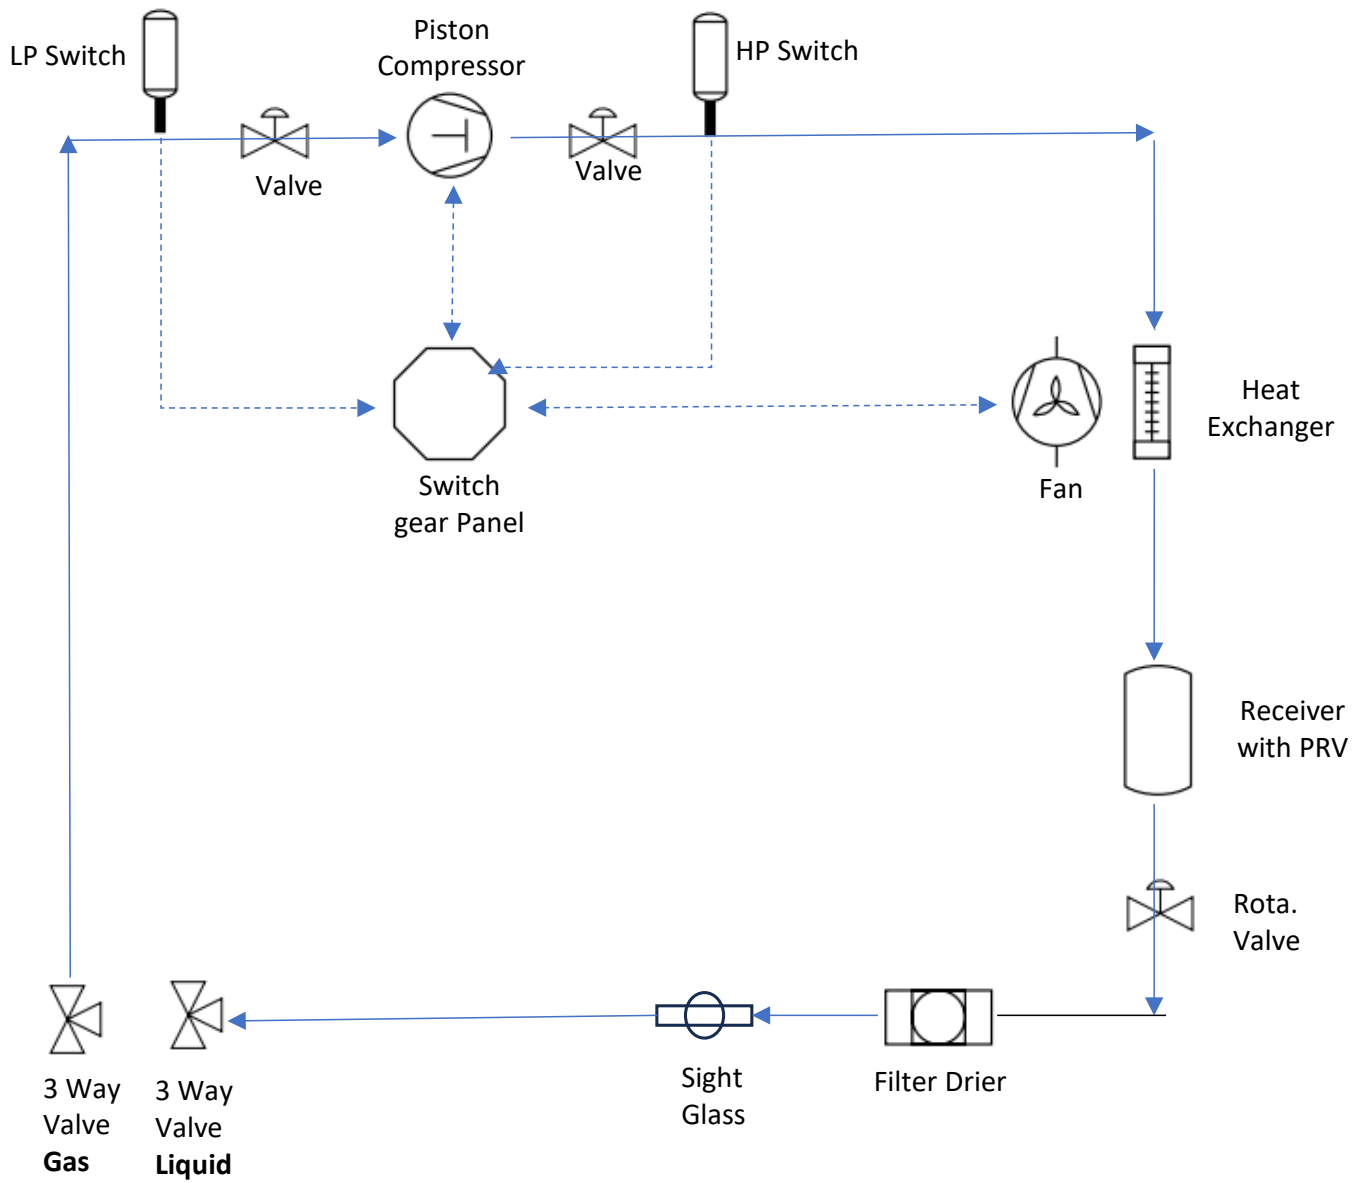 LP Switch
Piston
Compressor
HP Switch
Valve
Valve
Heat
Exchanger
Fan
Switch
gear Panel
Receiver
with PRV
Rota.
Valve
3 Way
Valve
Gas
3 Way
Valve
Liquid
Sight
Glass
Filter Drier